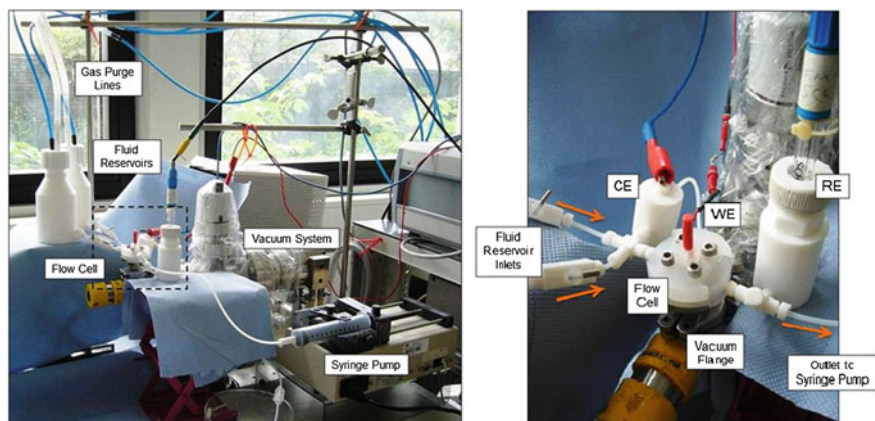 Gas Purge
Lines
Fluid
Reservoirs
Vacuum System
Flow Cell
Syringe Pump
CE
RE
WE
Fluid
Reservoir
Inlets
Flow
Cell
Vacuum
Flange
Outlet to
Syringe Pump